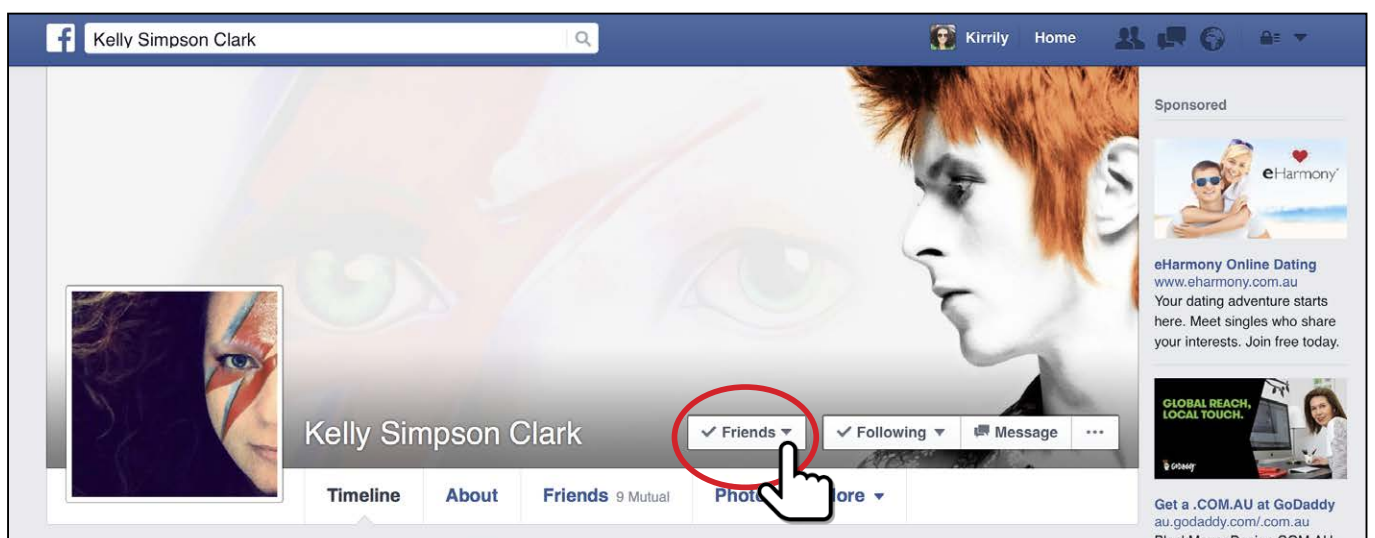 f Kelly Simpson Clark Kirrily Home
Sponsored
eHarmony
eHarmony Online Dating
www.eharmony.com.au
Your dating adventure starts
here. Meet singles who share
your interests. Join free today.
GLOBAL REACH,
LOCAL TOUCH.
GoDaddy
Get a .COM.AU at GoDaddy
au.godaddy.com/.com.au
Kelly Simpson Clark
Friends Following Message ...
Timeline About Friends 9 Mutual